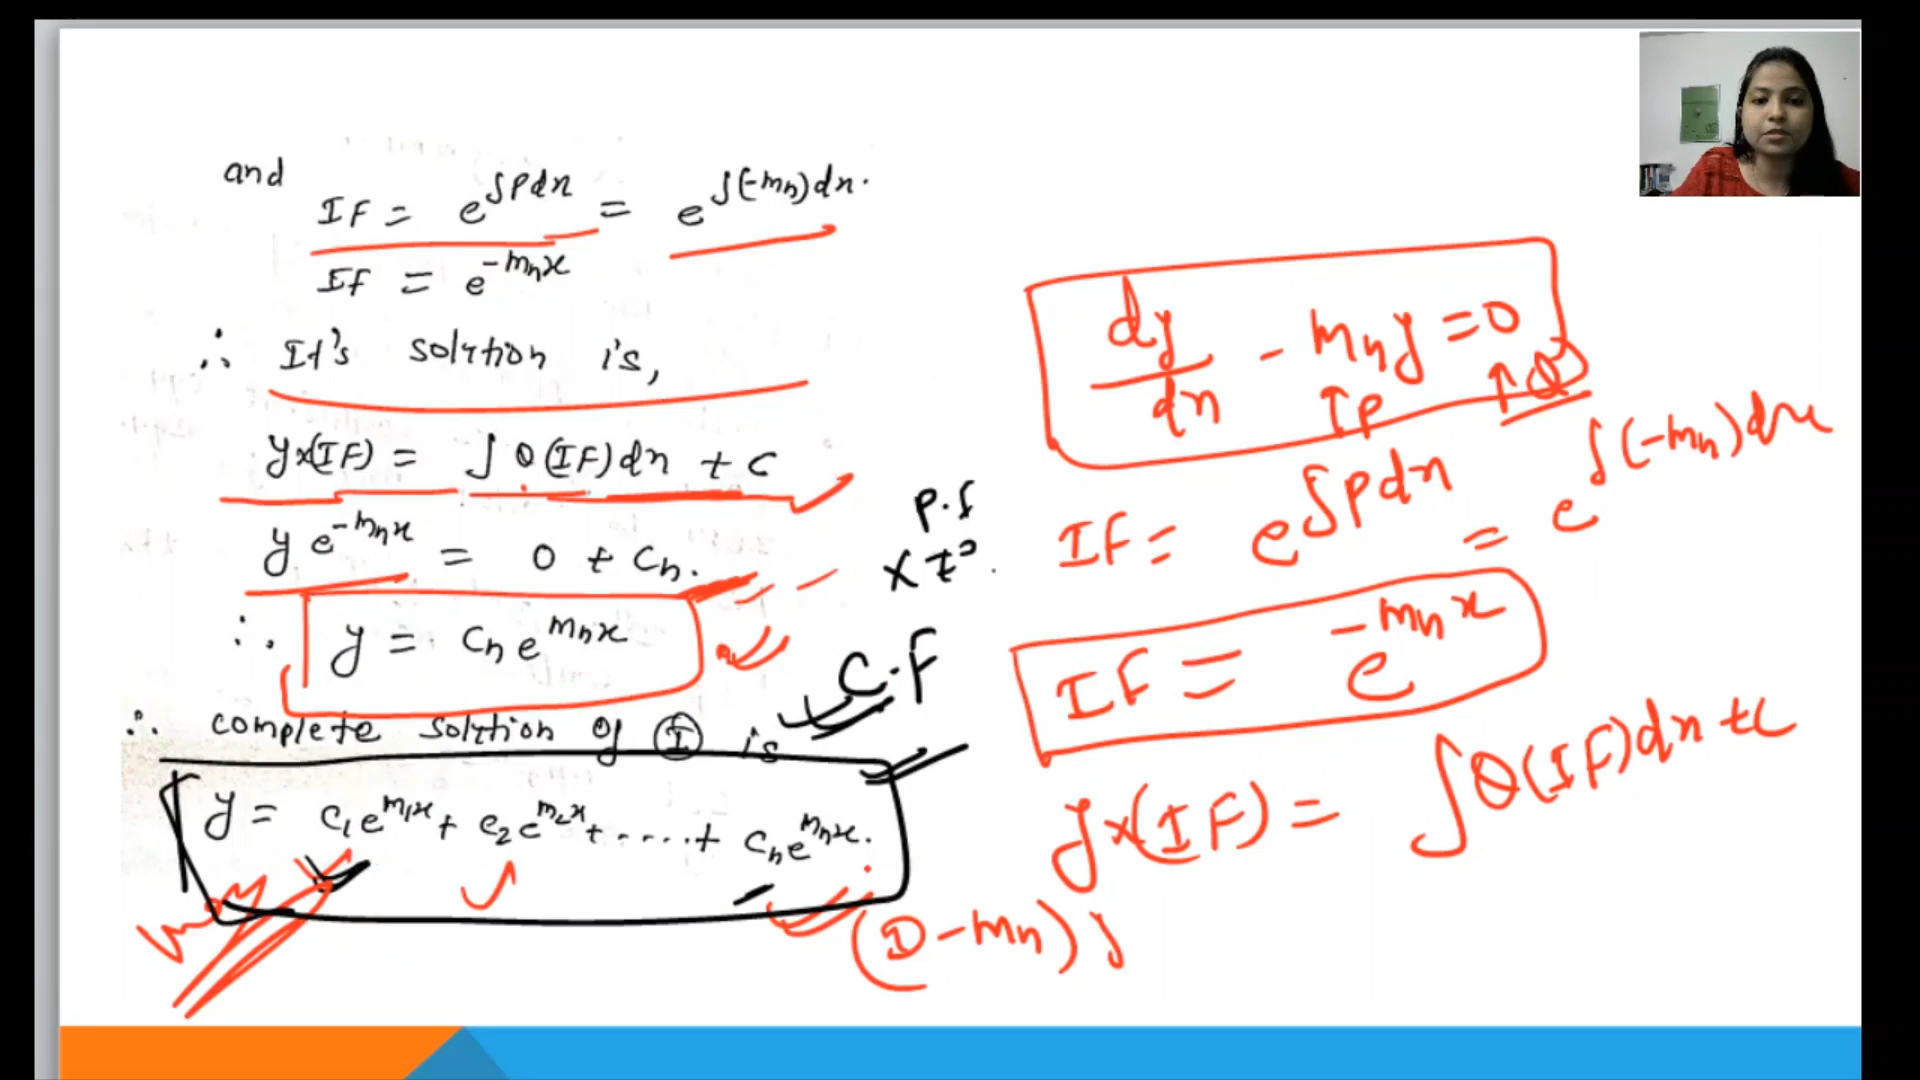 and
IF = e^∫Pdx = e^∫(-mₙ)dx.
IF = e^-mₙx
∴ It's solution is,
y×(IF) = ∫ Q (IF) dx + C
y e^-mₙx = 0 + Cₙ.
∴ y = Cₙ e^mₙx
∴ complete solution of Ⓘ is
y = C₁e^m₁x + C₂e^m₂x + ..... + Cₙe^mₙx.
P.I
X
C.F
dy/dx - mₙy = 0
↑P ↑Q
IF = e^∫Pdx = e^∫(-mₙ)dx
IF = e^-mₙx
y×(IF) = ∫Q(IF)dx+C
(D-mₙ)y